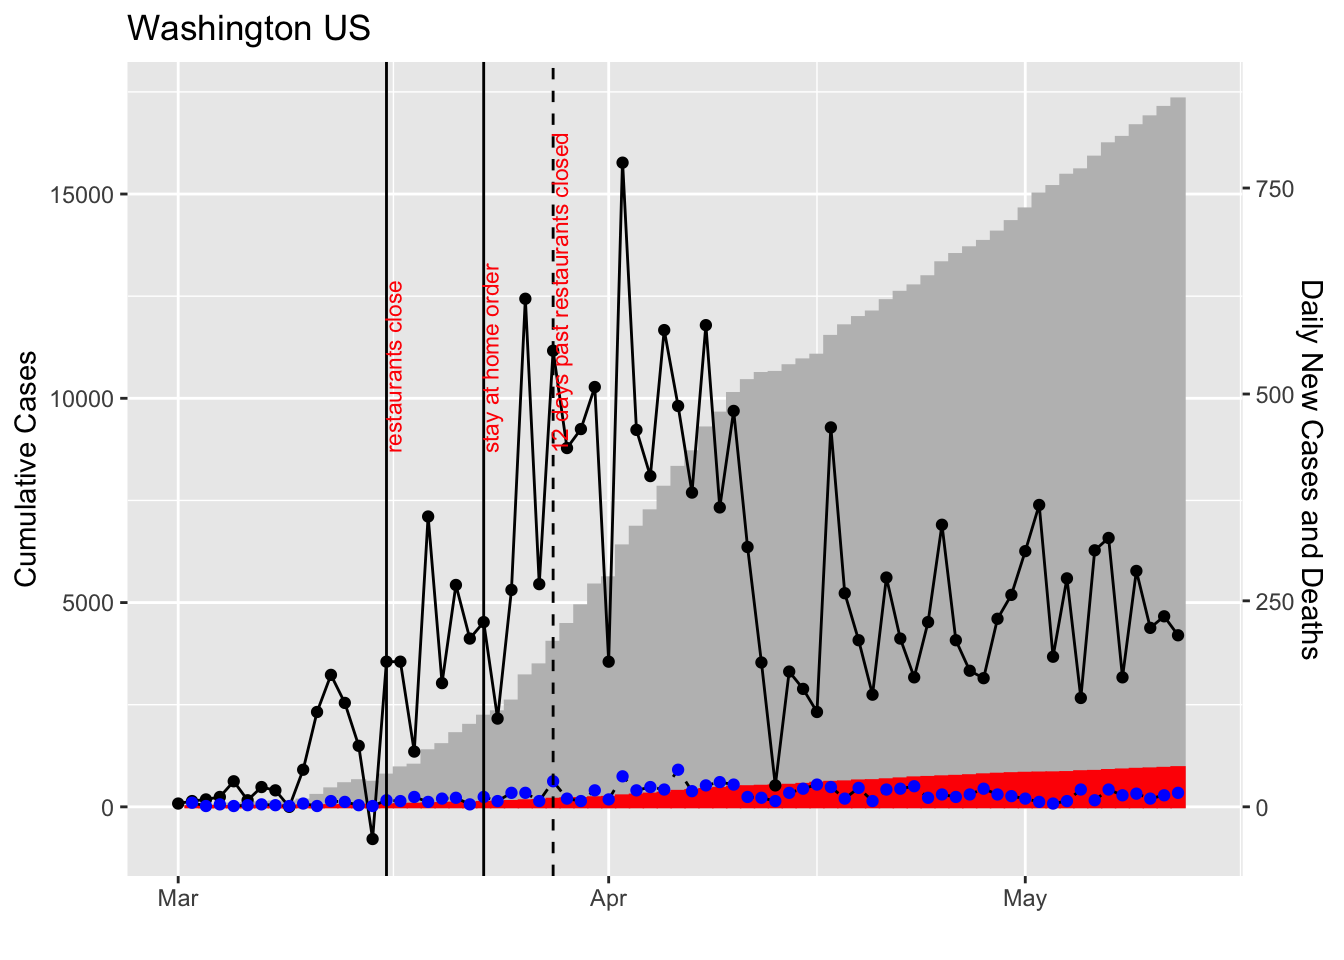 Washington US
Cumulative Cases
15000
10000
5000
0
restaurants close
stay at home order
12 days past restaurants closed
750
500
250
0
Daily New Cases and Deaths
Mar
Apr
May